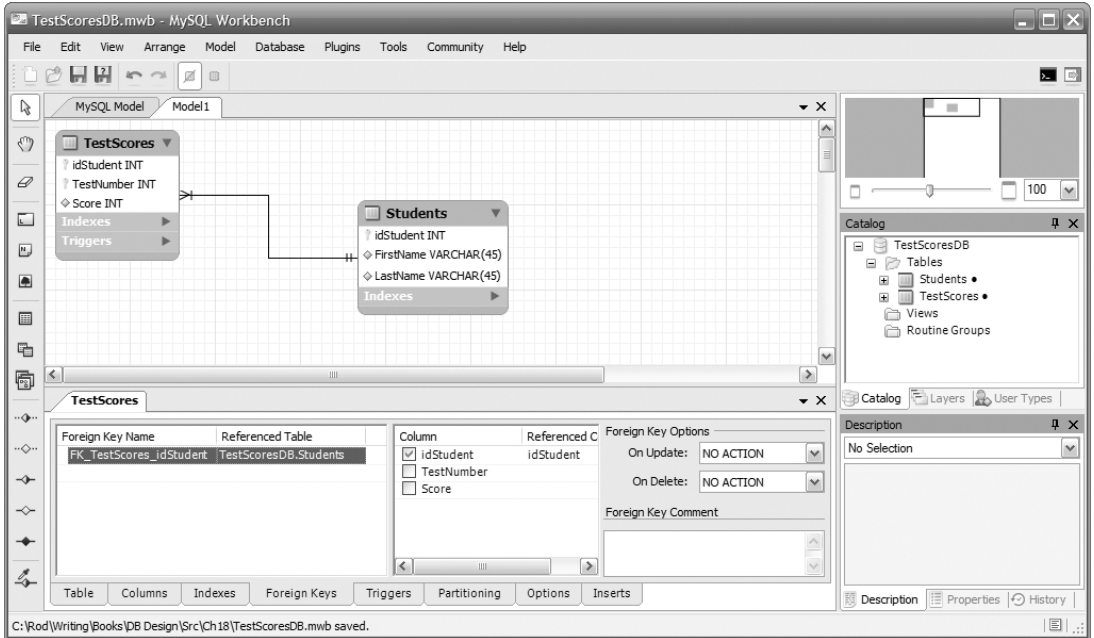 TestScoresDB.mwb - MySQL Workbench
File Edit View Arrange Model Database Plugins Tools Community Help
MySQL Model Model1
TestScores
idStudent INT
TestNumber INT
Score INT
Indexes
Triggers
Students
idStudent INT
FirstName VARCHAR(45)
LastName VARCHAR(45)
Indexes
100
Catalog
TestScoresDB
Tables
Students
TestScores
Views
Routine Groups
Catalog Layers User Types
TestScores
Foreign Key Name Referenced Table
FK_TestScores_idStudent TestScoresDB.Students
Column Referenced C
idStudent idStudent
TestNumber
Score
Foreign Key Options
On Update: NO ACTION
On Delete: NO ACTION
Foreign Key Comment
Table Columns Indexes Foreign Keys Triggers Partitioning Options Inserts
Description
No Selection
Description Properties History
C:\Rod\Writing\Books\DB Design\Src\Ch18\TestScoresDB.mwb saved.